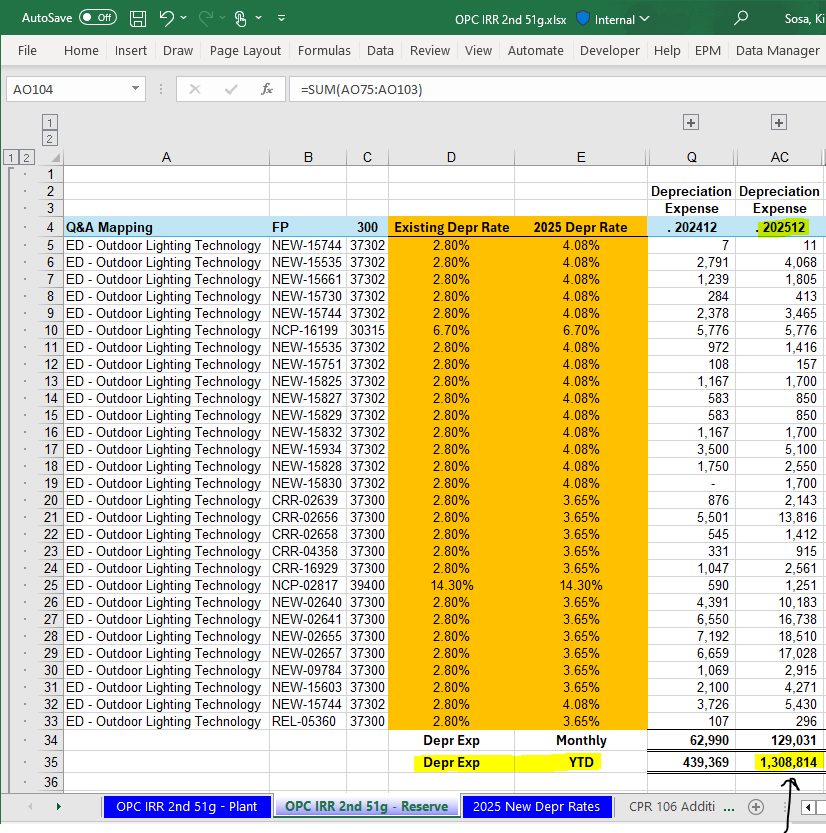 AutoSave Off OPC IRR 2nd 51g.xlsx Internal Sosa, Ki
File Home Insert Draw Page Layout Formulas Data Review View Automate Developer Help EPM Data Manager
AO104 fx =SUM(AO75:AO103)
1
2
1 2 A B C D E Q AC
1
2 Depreciation Depreciation
3 Expense Expense
4 Q&A Mapping FP 300 Existing Depr Rate 2025 Depr Rate . 202412 . 202512
5 ED - Outdoor Lighting Technology NEW-15744 37302 2.80% 4.08% 7 11
6 ED - Outdoor Lighting Technology NEW-15535 37302 2.80% 4.08% 2,791 4,068
7 ED - Outdoor Lighting Technology NEW-15661 37302 2.80% 4.08% 1,239 1,805
8 ED - Outdoor Lighting Technology NEW-15730 37302 2.80% 4.08% 284 413
9 ED - Outdoor Lighting Technology NEW-15744 37302 2.80% 4.08% 2,378 3,465
10 ED - Outdoor Lighting Technology NCP-16199 30315 6.70% 6.70% 5,776 5,776
11 ED - Outdoor Lighting Technology NEW-15535 37302 2.80% 4.08% 972 1,416
12 ED - Outdoor Lighting Technology NEW-15751 37302 2.80% 4.08% 108 157
13 ED - Outdoor Lighting Technology NEW-15825 37302 2.80% 4.08% 1,167 1,700
14 ED - Outdoor Lighting Technology NEW-15827 37302 2.80% 4.08% 583 850
15 ED - Outdoor Lighting Technology NEW-15829 37302 2.80% 4.08% 583 850
16 ED - Outdoor Lighting Technology NEW-15832 37302 2.80% 4.08% 1,167 1,700
17 ED - Outdoor Lighting Technology NEW-15934 37302 2.80% 4.08% 3,500 5,100
18 ED - Outdoor Lighting Technology NEW-15828 37302 2.80% 4.08% 1,750 2,550
19 ED - Outdoor Lighting Technology NEW-15830 37302 2.80% 4.08% - 1,700
20 ED - Outdoor Lighting Technology CRR-02639 37300 2.80% 3.65% 876 2,143
21 ED - Outdoor Lighting Technology CRR-02656 37300 2.80% 3.65% 5,501 13,816
22 ED - Outdoor Lighting Technology CRR-02658 37300 2.80% 3.65% 545 1,412
23 ED - Outdoor Lighting Technology CRR-04358 37300 2.80% 3.65% 331 915
24 ED - Outdoor Lighting Technology CRR-16929 37300 2.80% 3.65% 1,047 2,561
25 ED - Outdoor Lighting Technology NCP-02817 39400 14.30% 14.30% 590 1,251
26 ED - Outdoor Lighting Technology NEW-02640 37300 2.80% 3.65% 4,391 10,183
27 ED - Outdoor Lighting Technology NEW-02641 37300 2.80% 3.65% 6,550 16,738
28 ED - Outdoor Lighting Technology NEW-02655 37300 2.80% 3.65% 7,192 18,510
29 ED - Outdoor Lighting Technology NEW-02657 37300 2.80% 3.65% 6,659 17,028
30 ED - Outdoor Lighting Technology NEW-09784 37300 2.80% 3.65% 1,069 2,915
31 ED - Outdoor Lighting Technology NEW-15603 37300 2.80% 3.65% 2,100 4,271
32 ED - Outdoor Lighting Technology NEW-15744 37302 2.80% 4.08% 3,726 5,430
33 ED - Outdoor Lighting Technology REL-05360 37300 2.80% 3.65% 107 296
34 Depr Exp Monthly 62,990 129,031
35 Depr Exp YTD 439,369 1,308,814
36
OPC IRR 2nd 51g - Plant OPC IRR 2nd 51g - Reserve 2025 New Depr Rates CPR 106 Additi ...